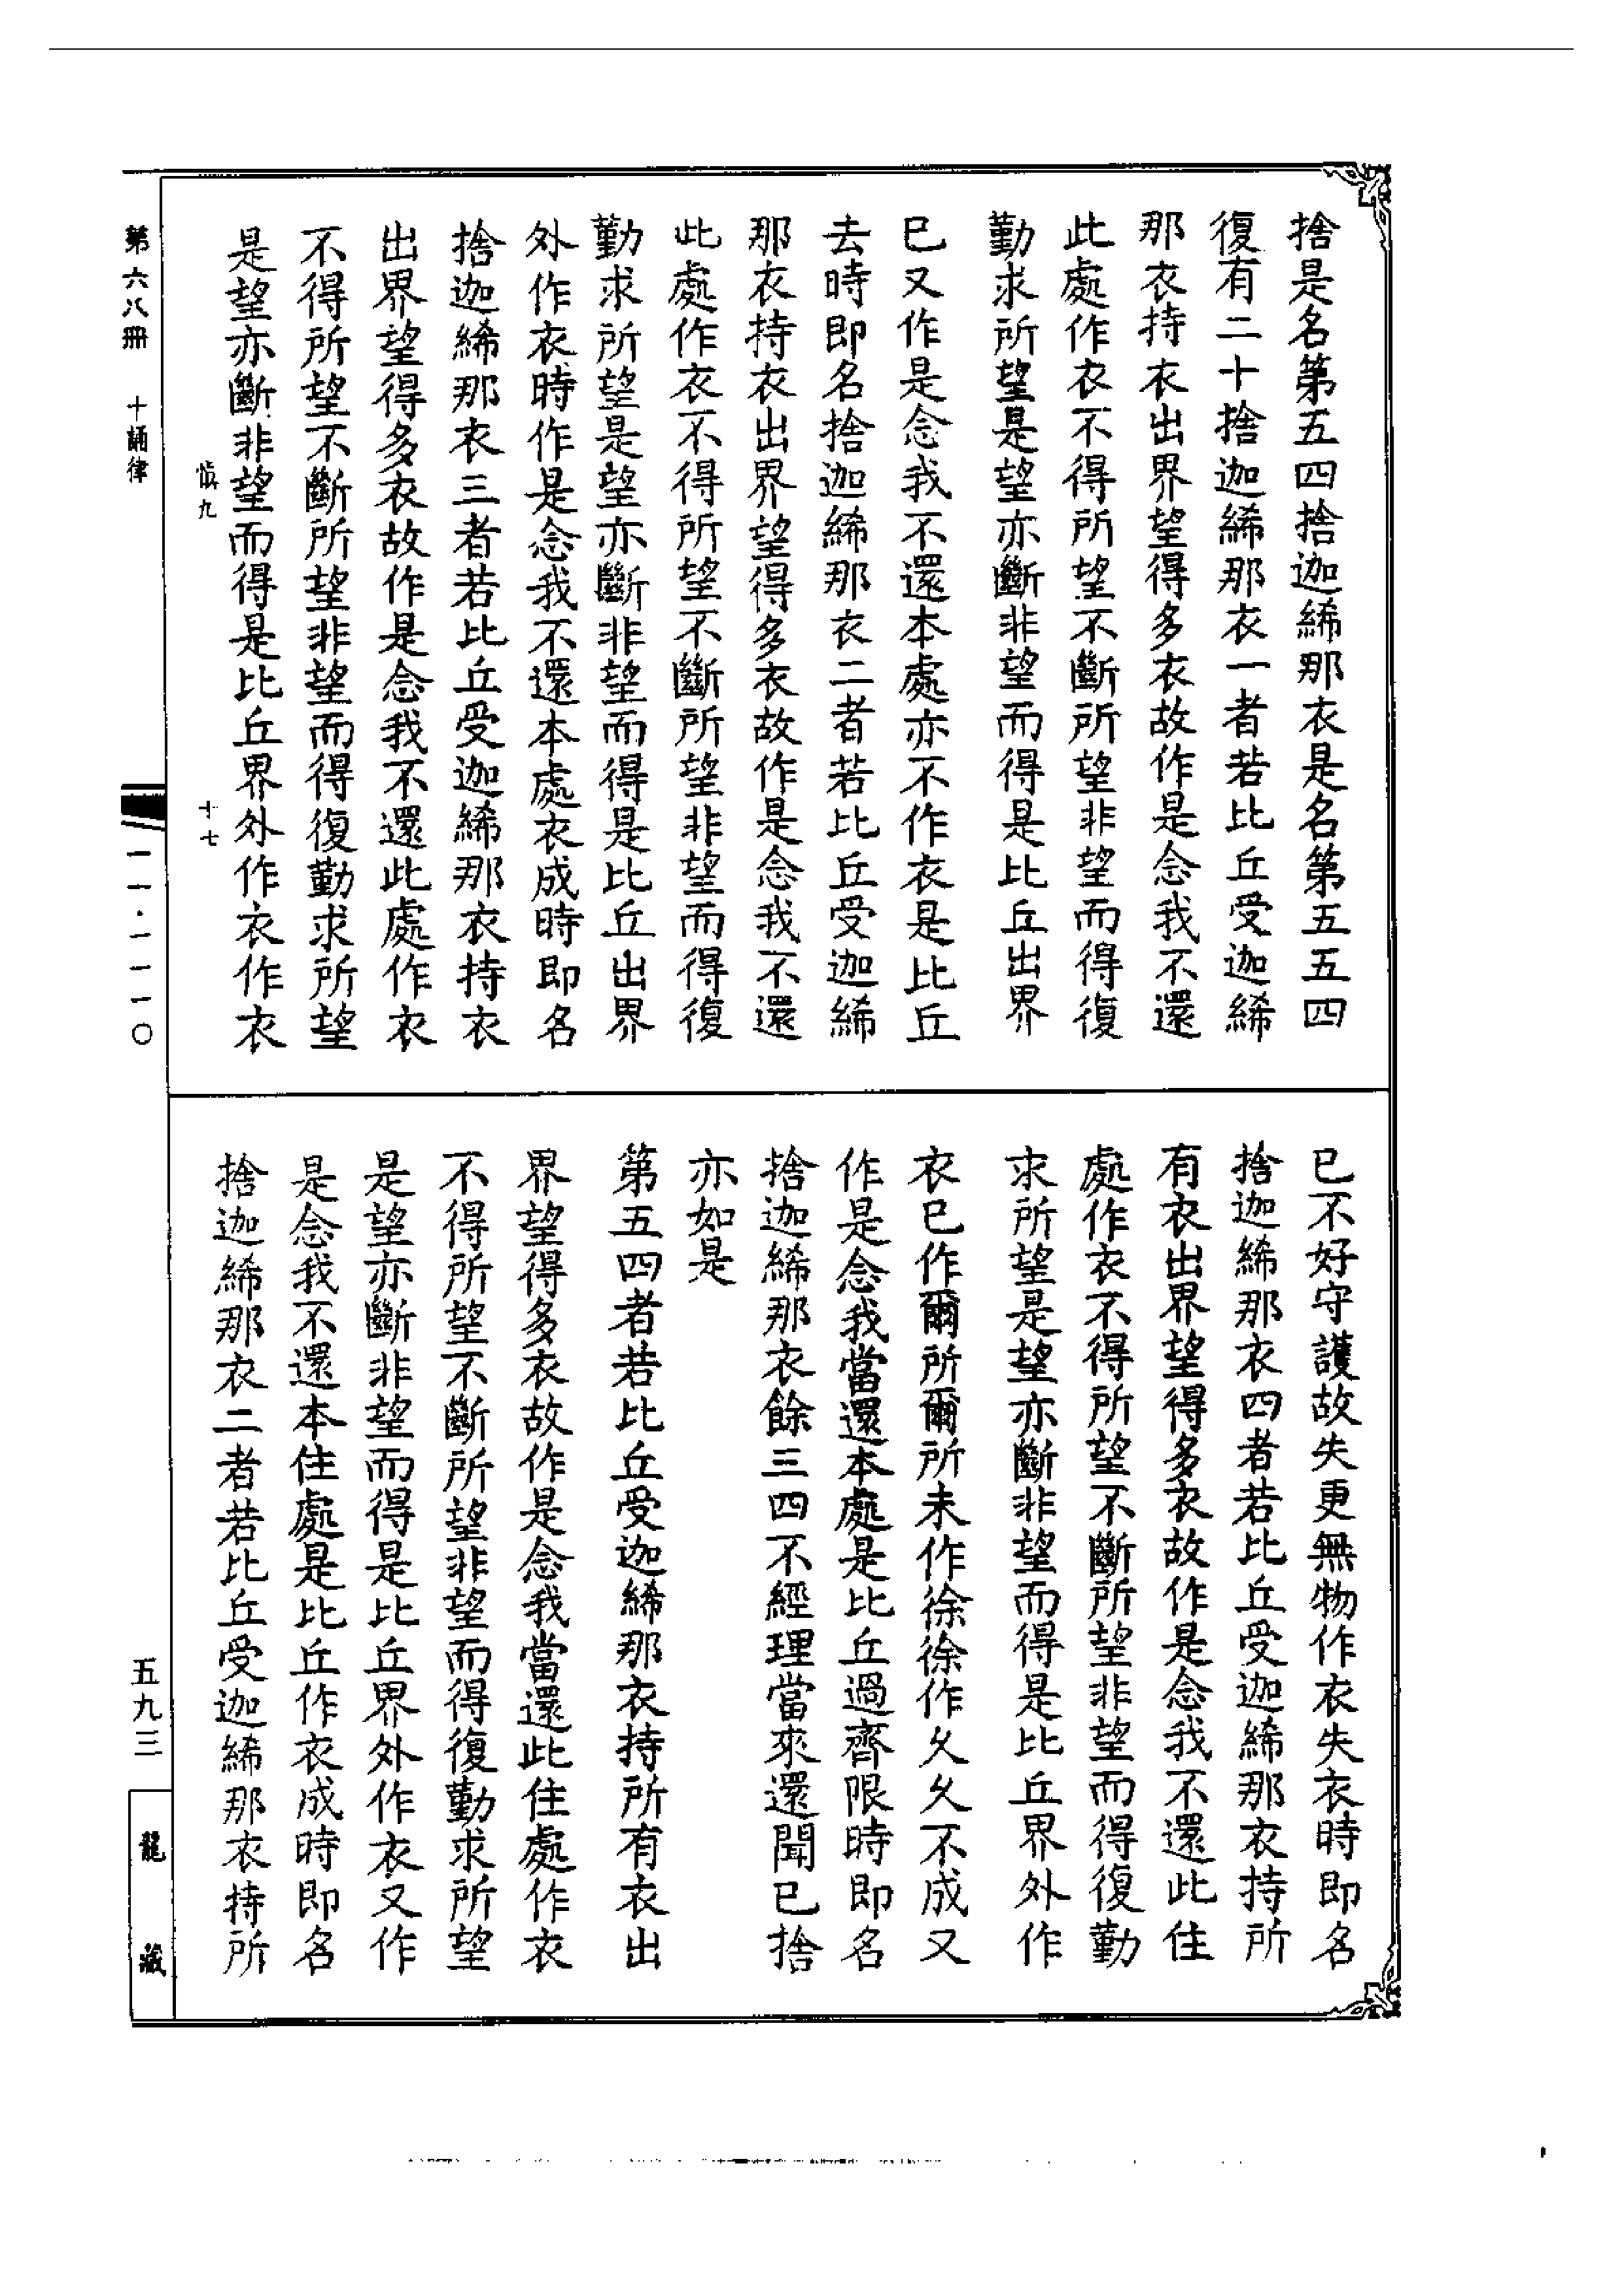 捨是名第五四捨迦絺那衣是名第五五四
復有二十捨迦絺那衣一者若比丘受迦絺
那衣持衣出界望得多衣故作是念我不還
此處作衣不得所望不斷所望非望而得復
勤求所望是望亦斷非望而得是比丘出界
已又作是念我不還本處亦不作衣是比丘
去時即名捨迦絺那衣二者若比丘受迦絺
那衣持衣出界望得多衣故作是念我不還
此處作衣不得所望不斷所望非望而得復
勤求所望是望亦斷非望而得是比丘出界
外作衣時作是念我不還本處衣成時即名
捨迦絺那衣三者若比丘受迦絺那衣持衣
出界望得多衣故作是念我不還此處作衣
不得所望不斷所望非望而得復勤求所望
是望亦斷非望而得是比丘界外作衣作衣
慎九 十七
已不好守護故失更無物作衣失衣時即名
捨迦絺那衣四者若比丘受迦絺那衣持所
有衣出界望得多衣故作是念我不還此住
處作衣不得所望不斷所望非望而得復勤
求所望是望亦斷非望而得是比丘界外作
衣已作爾所爾所未作徐徐作久久不成又
作是念我當還本處是比丘過齊限時即名
捨迦絺那衣餘三四不經理當來還聞已捨
亦如是
第五四者若比丘受迦絺那衣持所有衣出
界望得多衣故作是念我當還此住處作衣
不得所望不斷所望非望而得復勤求所望
是望亦斷非望而得是比丘界外作衣又作
是念我不還本住處是比丘作衣成時即名
捨迦絺那衣二者若比丘受迦絺那衣持所
第六八冊 十誦律
一一·一一一〇
五九三
龍藏